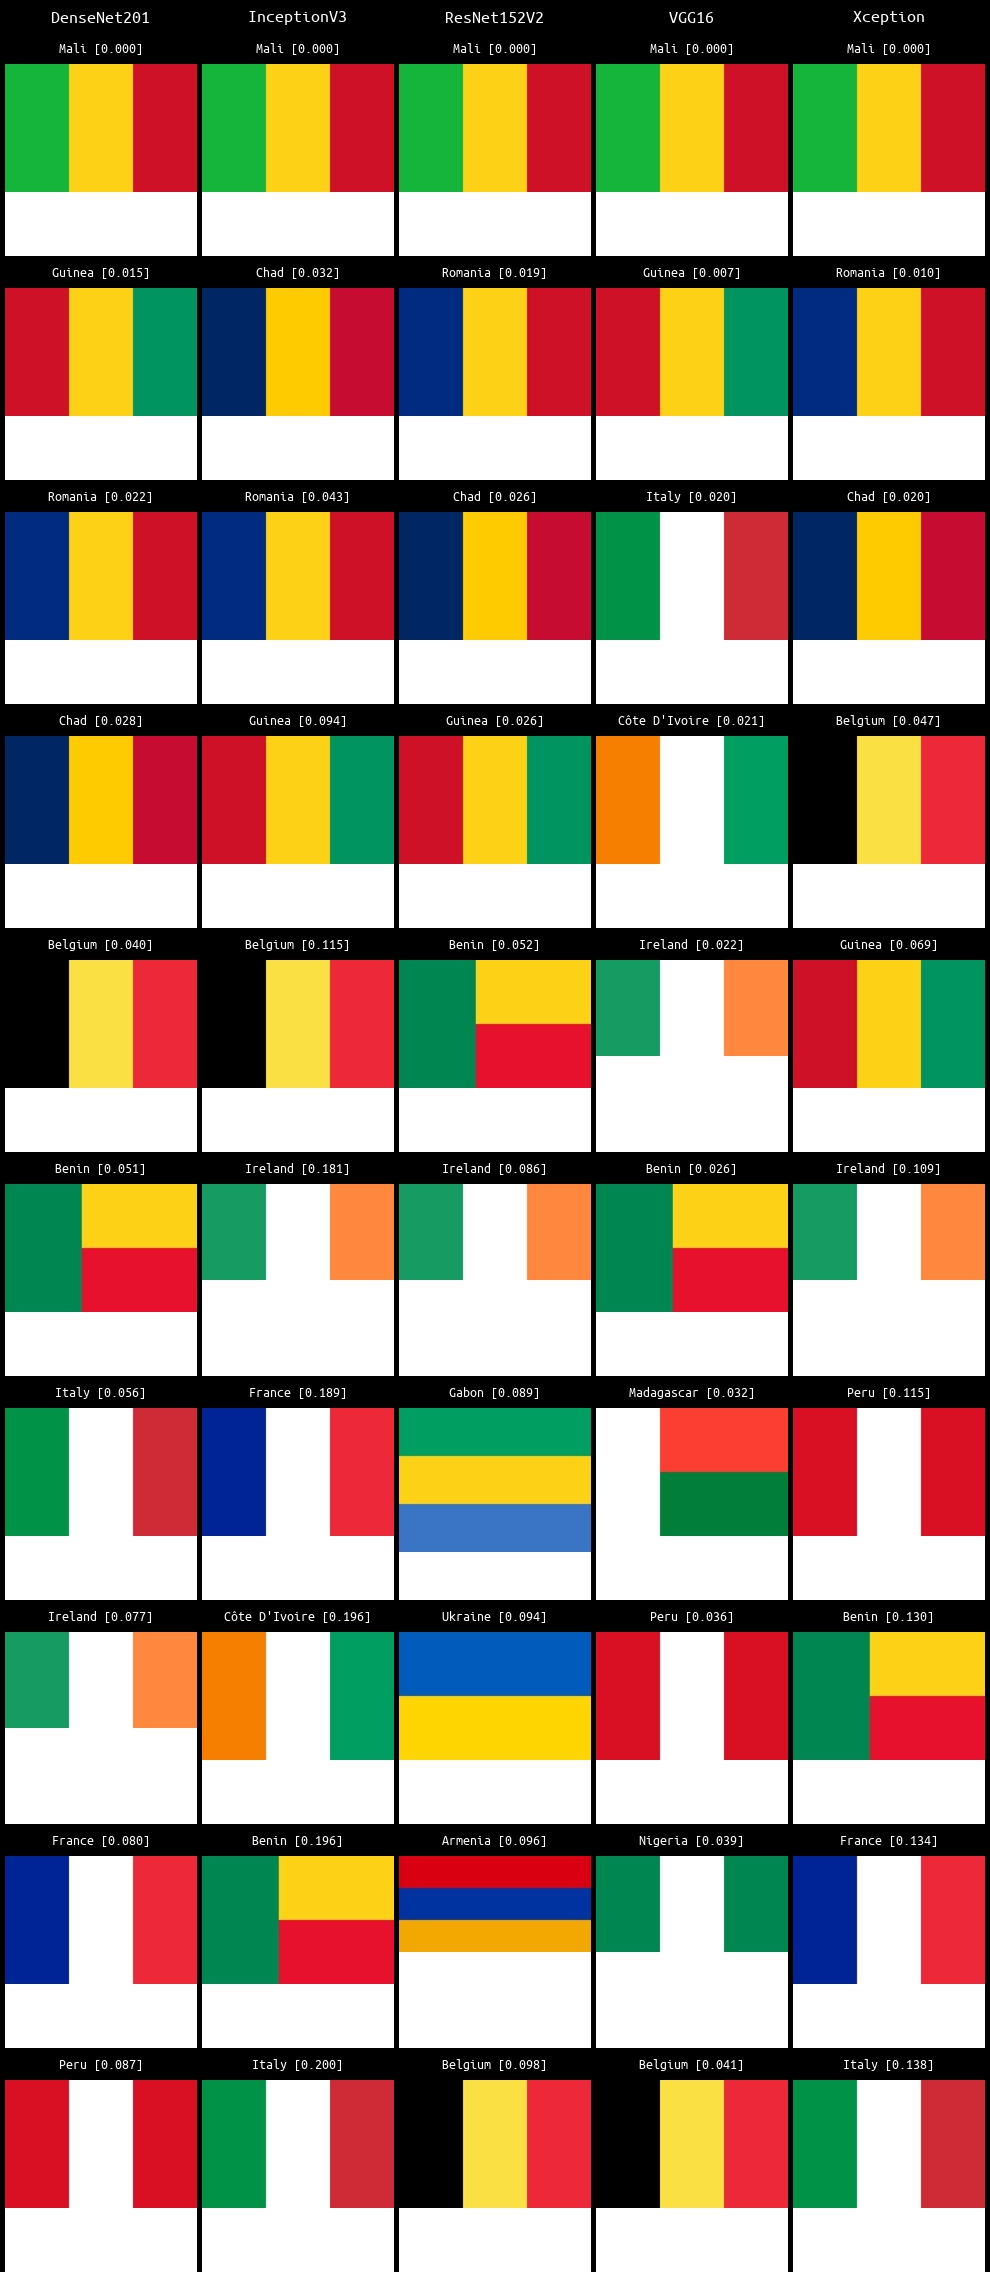 DenseNet201 InceptionV3 ResNet152V2 VGG16 Xception
Mali [0.000] Mali [0.000] Mali [0.000] Mali [0.000] Mali [0.000]
Guinea [0.015] Chad [0.032] Romania [0.019] Guinea [0.007] Romania [0.010]
Romania [0.022] Romania [0.043] Chad [0.026] Italy [0.020] Chad [0.020]
Chad [0.028] Guinea [0.094] Guinea [0.026] Côte D'Ivoire [0.021] Belgium [0.047]
Belgium [0.040] Belgium [0.115] Benin [0.052] Ireland [0.022] Guinea [0.069]
Benin [0.051] Ireland [0.181] Ireland [0.086] Benin [0.026] Ireland [0.109]
Italy [0.056] France [0.189] Gabon [0.089] Madagascar [0.032] Peru [0.115]
Ireland [0.077] Côte D'Ivoire [0.196] Ukraine [0.094] Peru [0.036] Benin [0.130]
France [0.080] Benin [0.196] Armenia [0.096] Nigeria [0.039] France [0.134]
Peru [0.087] Italy [0.200] Belgium [0.098] Belgium [0.041] Italy [0.138]